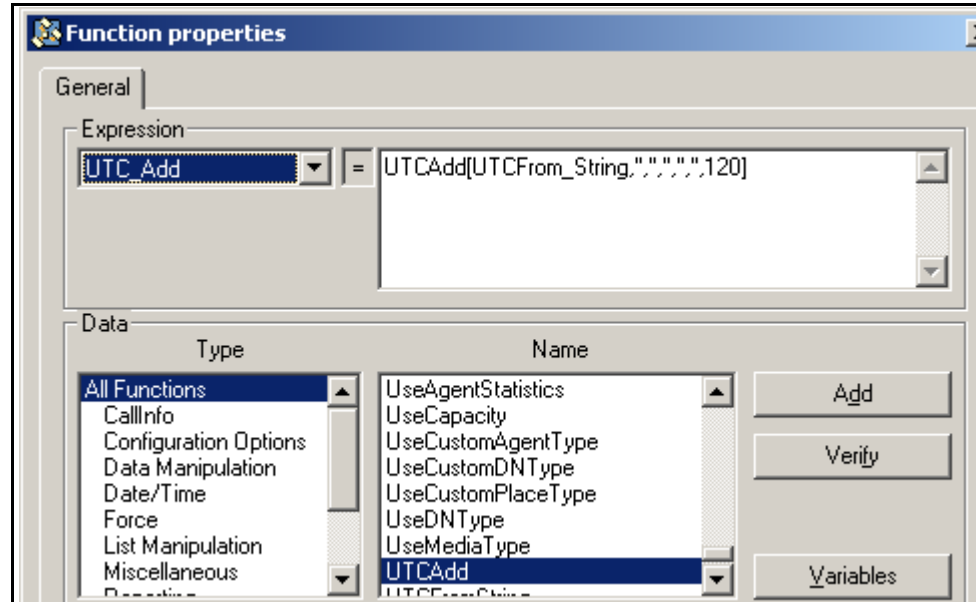 Function properties
General
Expression
UTC_Add = UTCAdd[UTCFrom_String,'','','','','',120]
Data
Type Name
All Functions UseAgentStatistics Add
CallInfo UseCapacity
Configuration Options UseCustomAgentType Verify
Data Manipulation UseCustomDNType
Date/Time UseCustomPlaceType
Force UseDNType
List Manipulation UseMediaType
Miscellaneous UTCAdd Variables